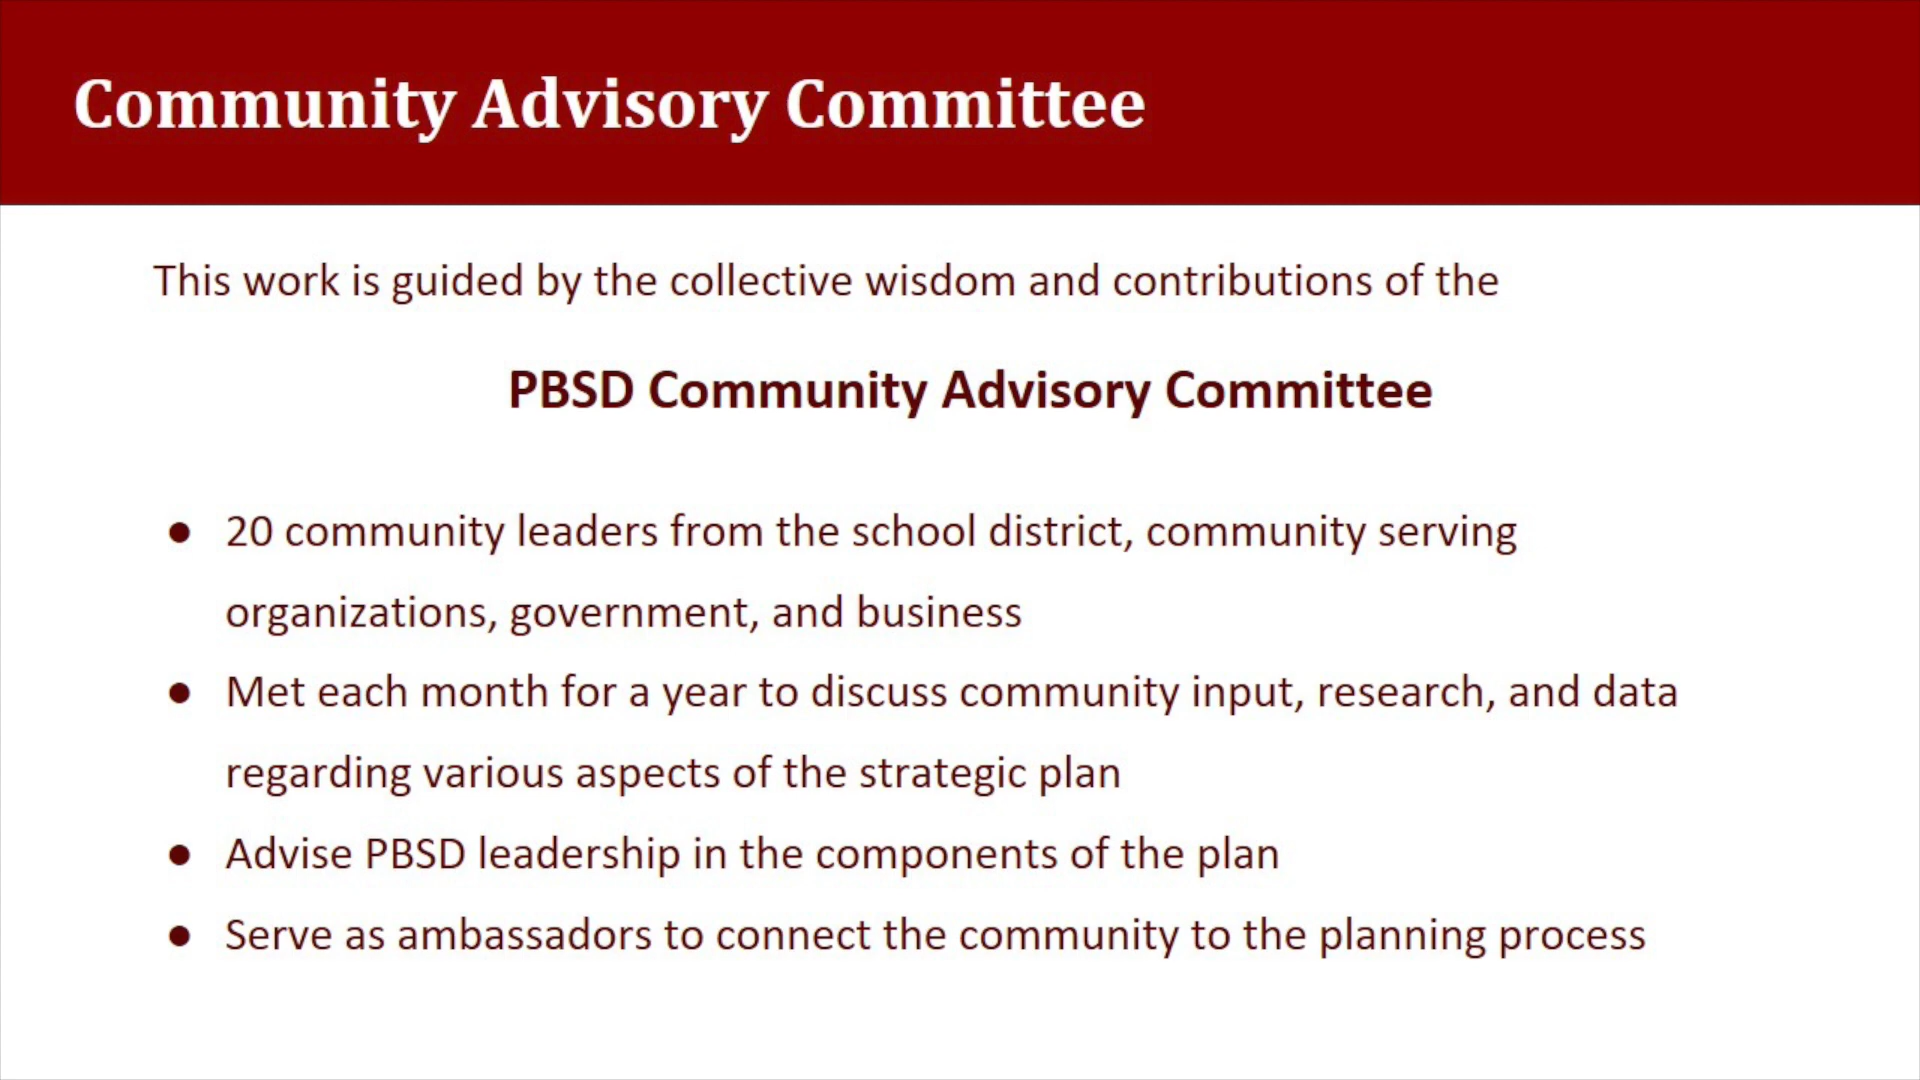 Community Advisory Committee
This work is guided by the collective wisdom and contributions of the
PBSD Community Advisory Committee
● 20 community leaders from the school district, community serving
organizations, government, and business
● Met each month for a year to discuss community input, research, and data
regarding various aspects of the strategic plan
● Advise PBSD leadership in the components of the plan
● Serve as ambassadors to connect the community to the planning process